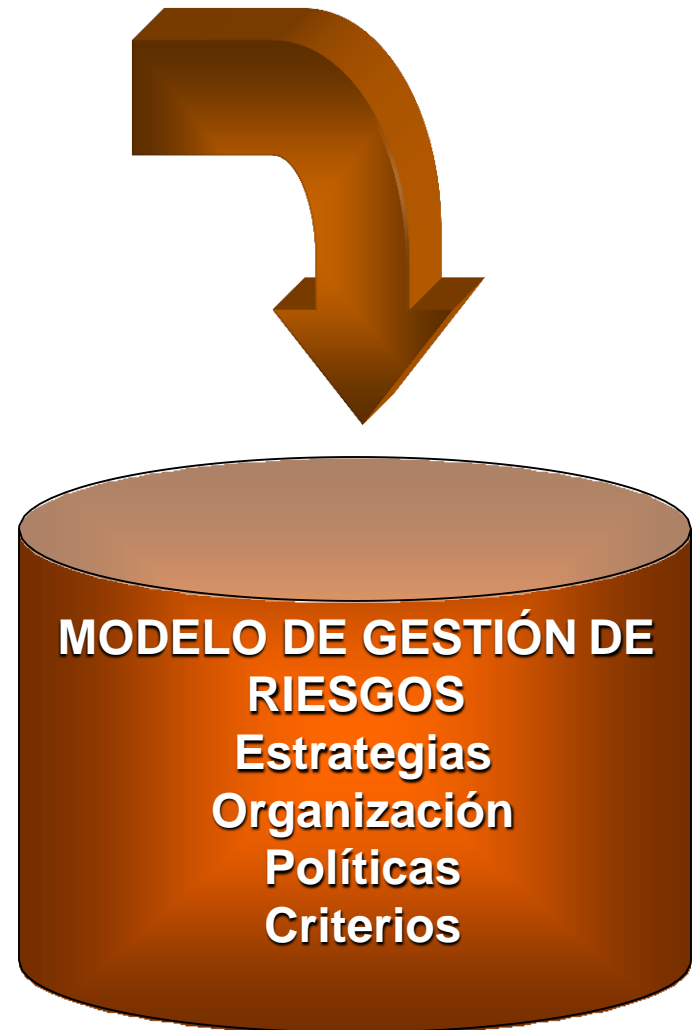 MODELO DE GESTIÓN DE
RIESGOS
Estrategias
Organización
Políticas
Criterios